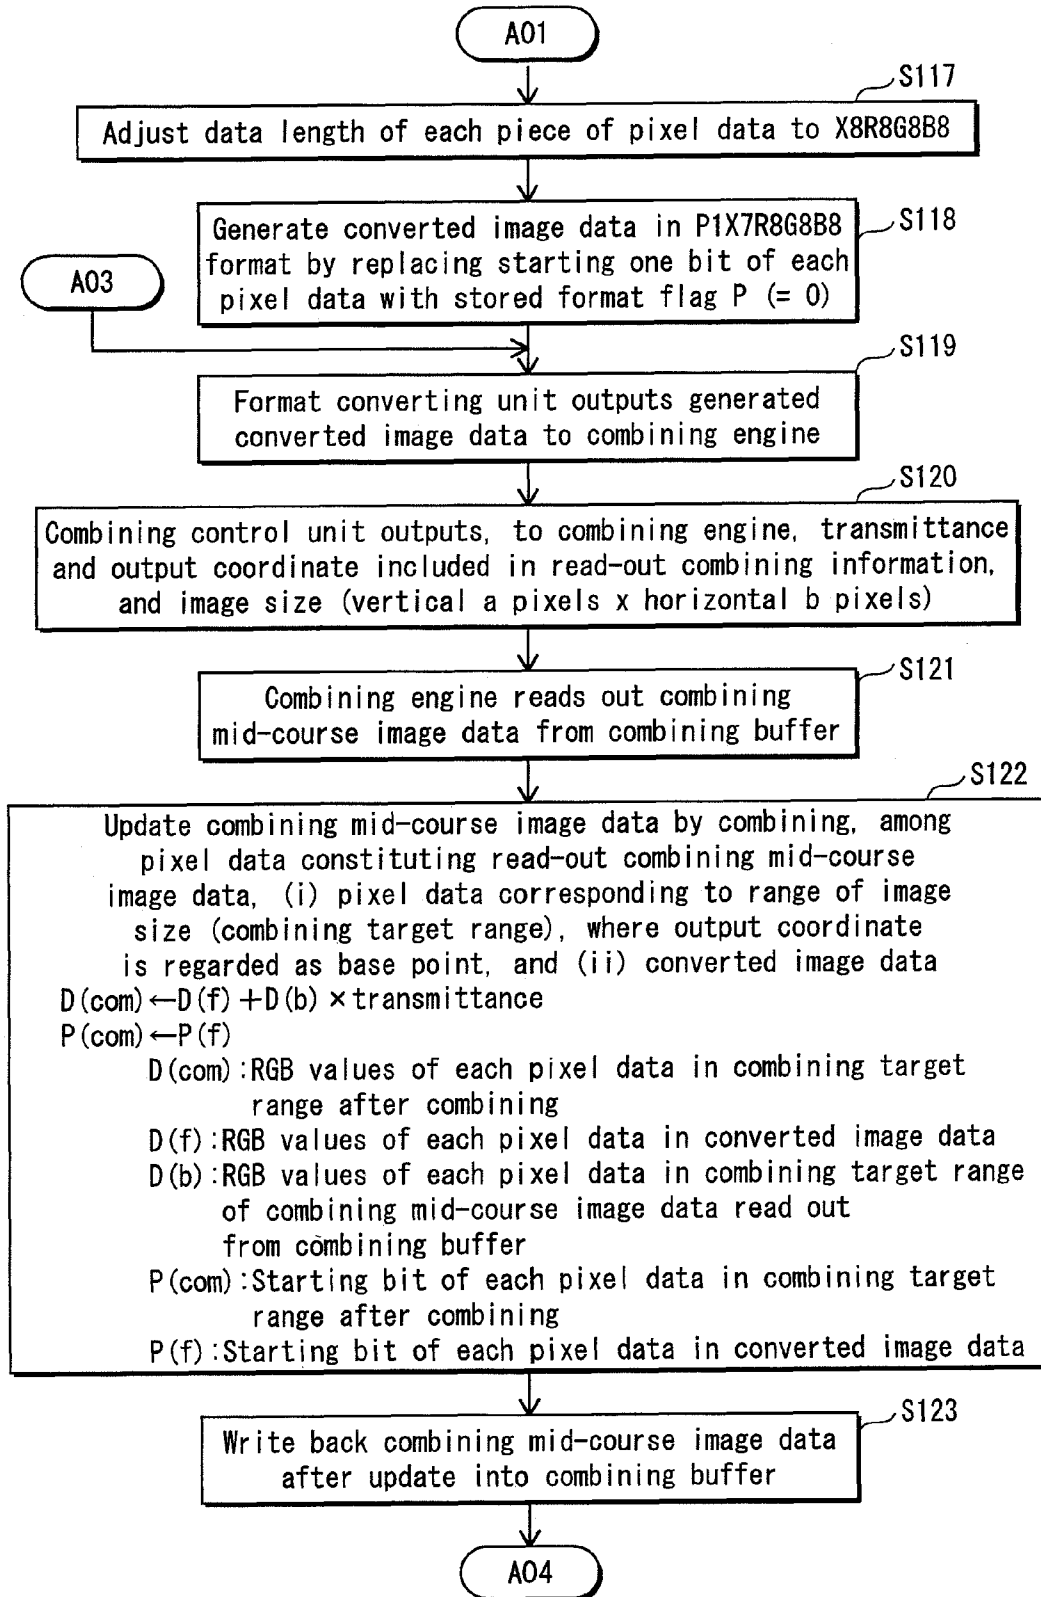 A01
S117
Adjust data length of each piece of pixel data to X8R8G8B8
S118
Generate converted image data in P1X7R8G8B8
format by replacing starting one bit of each
pixel data with stored format flag P (= 0)
A03
S119
Format converting unit outputs generated
converted image data to combining engine
S120
Combining control unit outputs, to combining engine, transmittance
and output coordinate included in read-out combining information,
and image size (vertical a pixels x horizontal b pixels)
S121
Combining engine reads out combining
mid-course image data from combining buffer
S122
Update combining mid-course image data by combining, among
pixel data constituting read-out combining mid-course
image data, (i) pixel data corresponding to range of image
size (combining target range), where output coordinate
is regarded as base point, and (ii) converted image data
D(com)←D(f)+D(b)×transmittance
P(com)←P(f)
D(com):RGB values of each pixel data in combining target
range after combining
D(f):RGB values of each pixel data in converted image data
D(b):RGB values of each pixel data in combining target range
of combining mid-course image data read out
from combining buffer
P(com):Starting bit of each pixel data in combining target
range after combining
P(f):Starting bit of each pixel data in converted image data
S123
Write back combining mid-course image data
after update into combining buffer
A04